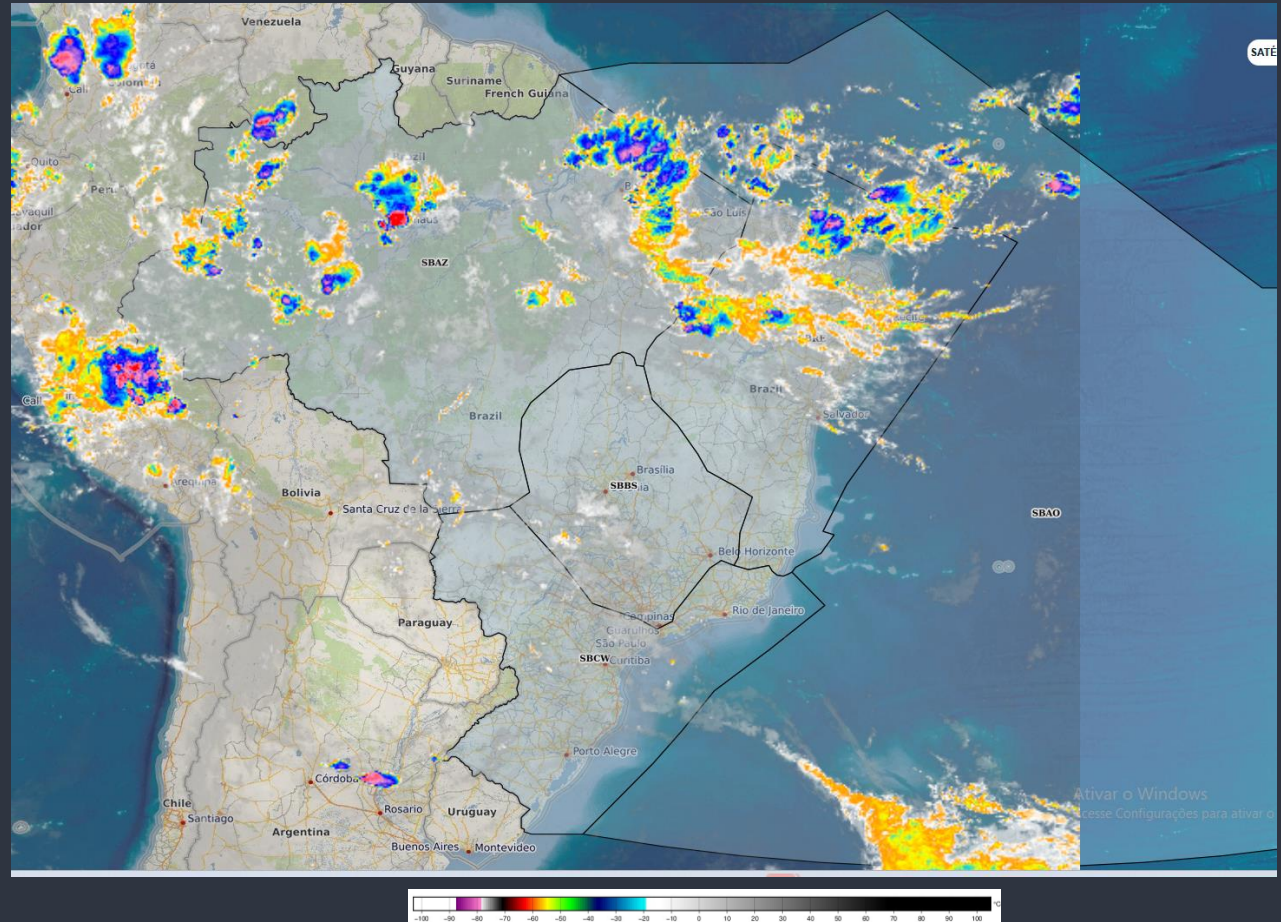 Venezuela
SATÉ
Guyana
Suriname
French Guiana
Cali
Quito
SBAZ
São Luís
Brazil
Brazil
Salvador
Brasília
SBBS
Arequipa
Bolivia
Santa Cruz de la Sierra
SBAO
Belo Horizonte
Paraguay
Campinas
Rio de Janeiro
Guarulhos
São Paulo
SBCW
Curitiba
Porto Alegre
Córdoba
Ativar o Windows
Acesse Configurações para ativar o
Chile
Santiago
Rosario
Uruguay
Argentina
Buenos Aires
Montevideo
-100 -90 -80 -70 -60 -50 -40 -30 -20 -10 0 10 20 30 40 50 60 70 80 90 100
°C